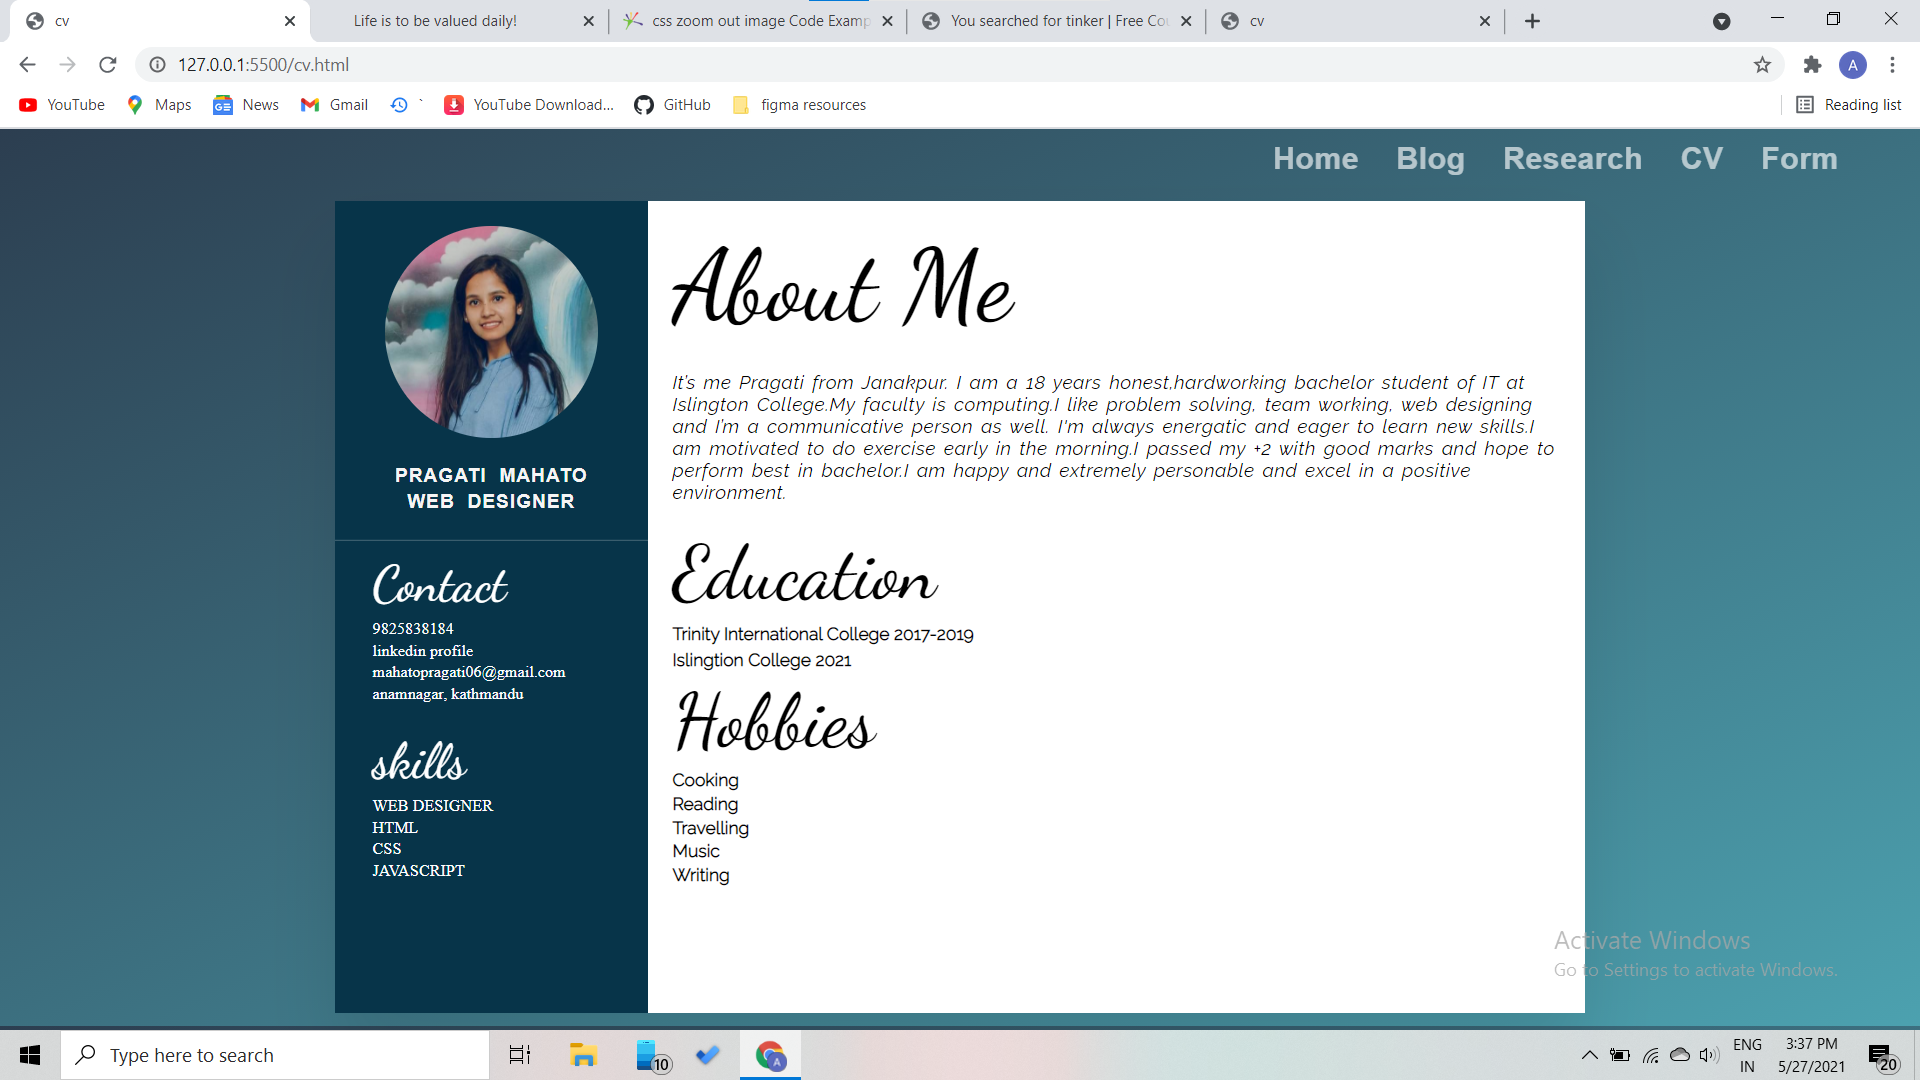 cv
Life is to be valued daily!
css zoom out image Code Examp
You searched for tinker | Free Cou
cv
127.0.0.1:5500/cv.html
A
YouTube
Maps
News
Gmail
`
YouTube Download...
GitHub
figma resources
Reading list
Home
Blog
Research
CV
Form
PRAGATI MAHATO
WEB DESIGNER
Contact
9825838184
linkedin profile
mahatopragati06@gmail.com
anamnagar, kathmandu
skills
WEB DESIGNER
HTML
CSS
JAVASCRIPT
About Me
It's me Pragati from Janakpur. I am a 18 years honest,hardworking bachelor student of IT at
Islington College.My faculty is computing.I like problem solving, team working, web designing
and I'm a communicative person as well. I'm always energatic and eager to learn new skills.I
am motivated to do exercise early in the morning.I passed my +2 with good marks and hope to
perform best in bachelor.I am happy and extremely personable and excel in a positive
environment.
Education
Trinity International College 2017-2019
Islingtion College 2021
Hobbies
Cooking
Reading
Travelling
Music
Writing
Activate Windows
Go to Settings to activate Windows.
Type here to search
10
A
ENG
IN
3:37 PM
5/27/2021
20